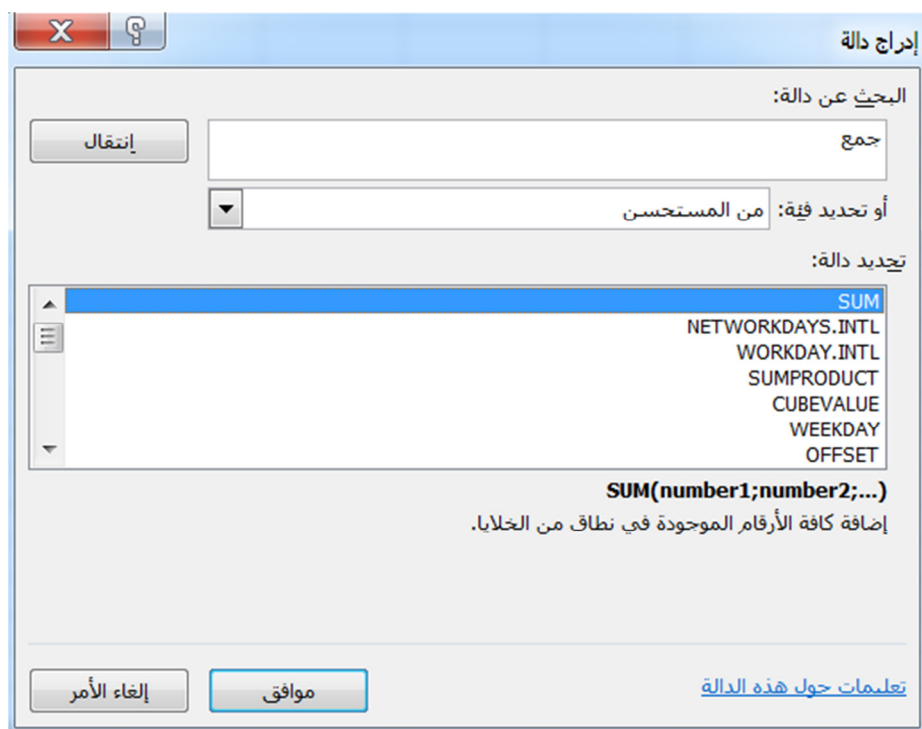 إدراج دالة
البحث عن دالة:
جمع
إنتقال
أو تحديد فئة: من المستحسن
تحديد دالة:
SUM
NETWORKDAYS.INTL
WORKDAY.INTL
SUMPRODUCT
CUBEVALUE
WEEKDAY
OFFSET
SUM(number1;number2;...)
إضافة كافة الأرقام الموجودة في نطاق من الخلايا.
تعليمات حول هذه الدالة
موافق
إلغاء الأمر